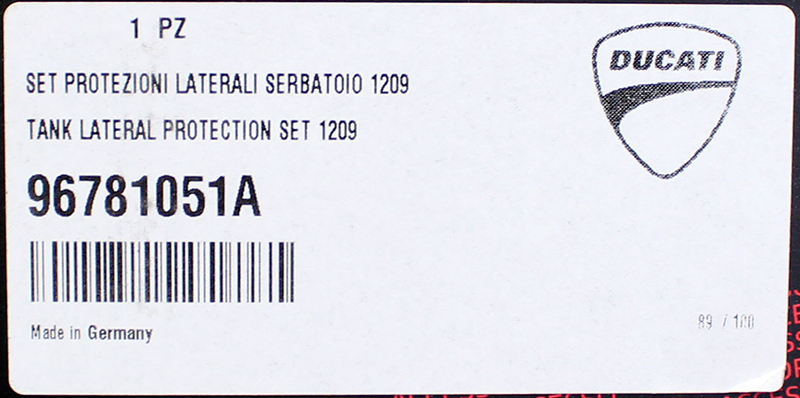 1 PZ
DUCATI
SET PROTEZIONI LATERALI SERBATOIO 1209
TANK LATERAL PROTECTION SET 1209
96781051A
Made in Germany
89 / 100